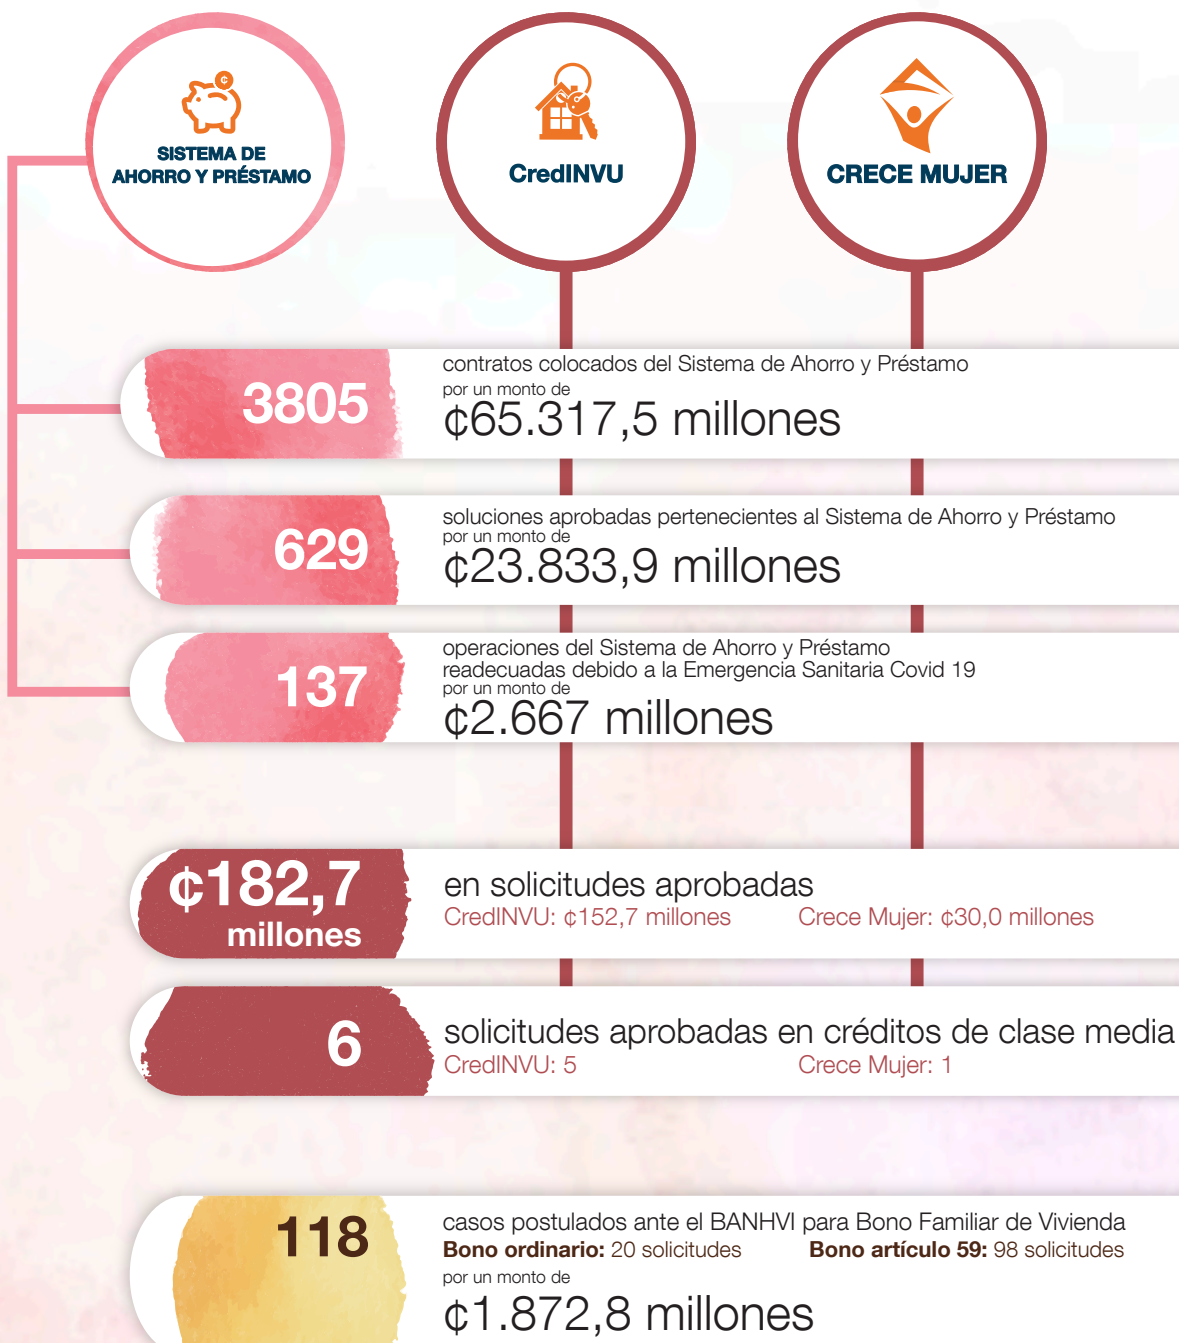 SISTEMA DE
AHORRO Y PRÉSTAMO
CredINVU
CRECE MUJER
3805
contratos colocados del Sistema de Ahorro y Préstamo
por un monto de
₡65.317,5 millones
629
soluciones aprobadas pertenecientes al Sistema de Ahorro y Préstamo
por un monto de
₡23.833,9 millones
137
operaciones del Sistema de Ahorro y Préstamo
readecuadas debido a la Emergencia Sanitaria Covid 19
por un monto de
₡2.667 millones
₡182,7
millones
en solicitudes aprobadas
CredINVU: ₡152,7 millones Crece Mujer: ₡30,0 millones
6
solicitudes aprobadas en créditos de clase media
CredINVU: 5 Crece Mujer: 1
118
casos postulados ante el BANHVI para Bono Familiar de Vivienda
Bono ordinario: 20 solicitudes Bono artículo 59: 98 solicitudes
por un monto de
₡1.872,8 millones